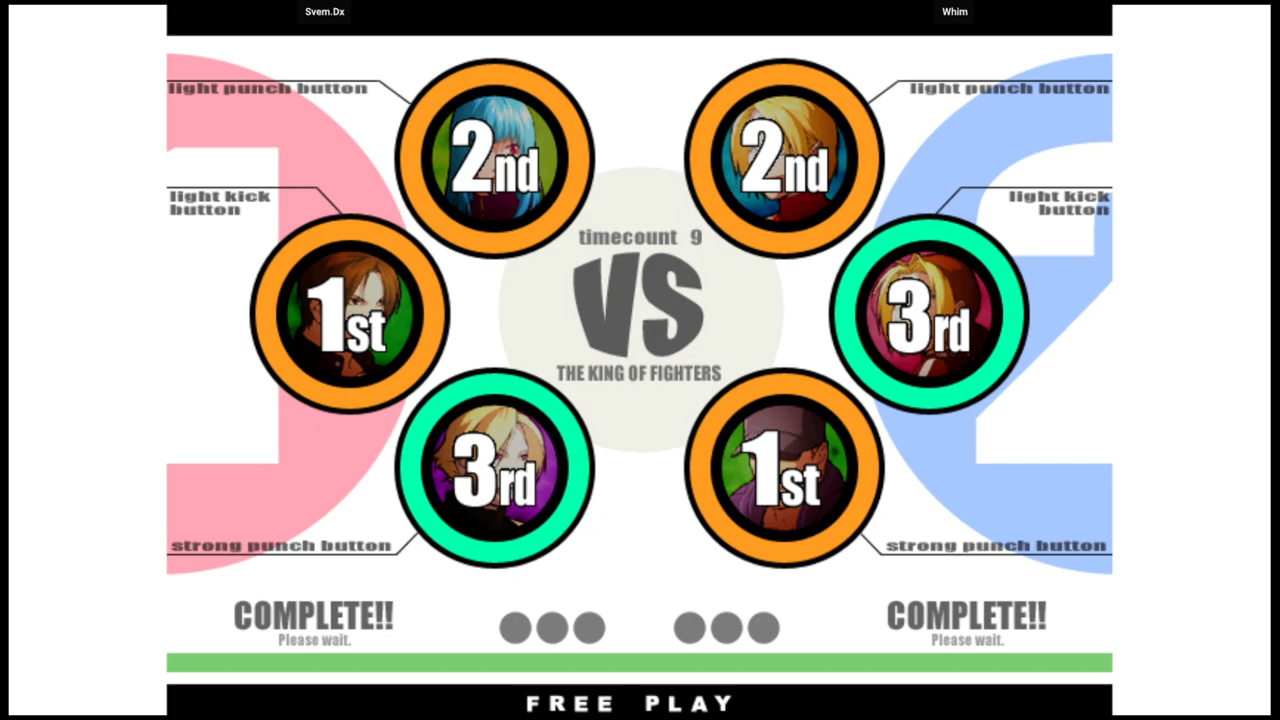 Svem.Dx
Whim
light punch button
light punch button
2nd
2nd
light kick
button
light kick
button
timecount 9
VS
THE KING OF FIGHTERS
1st
3rd
3rd
1st
strong punch button
strong punch button
COMPLETE!!
Please wait.
COMPLETE!!
Please wait.
FREE PLAY